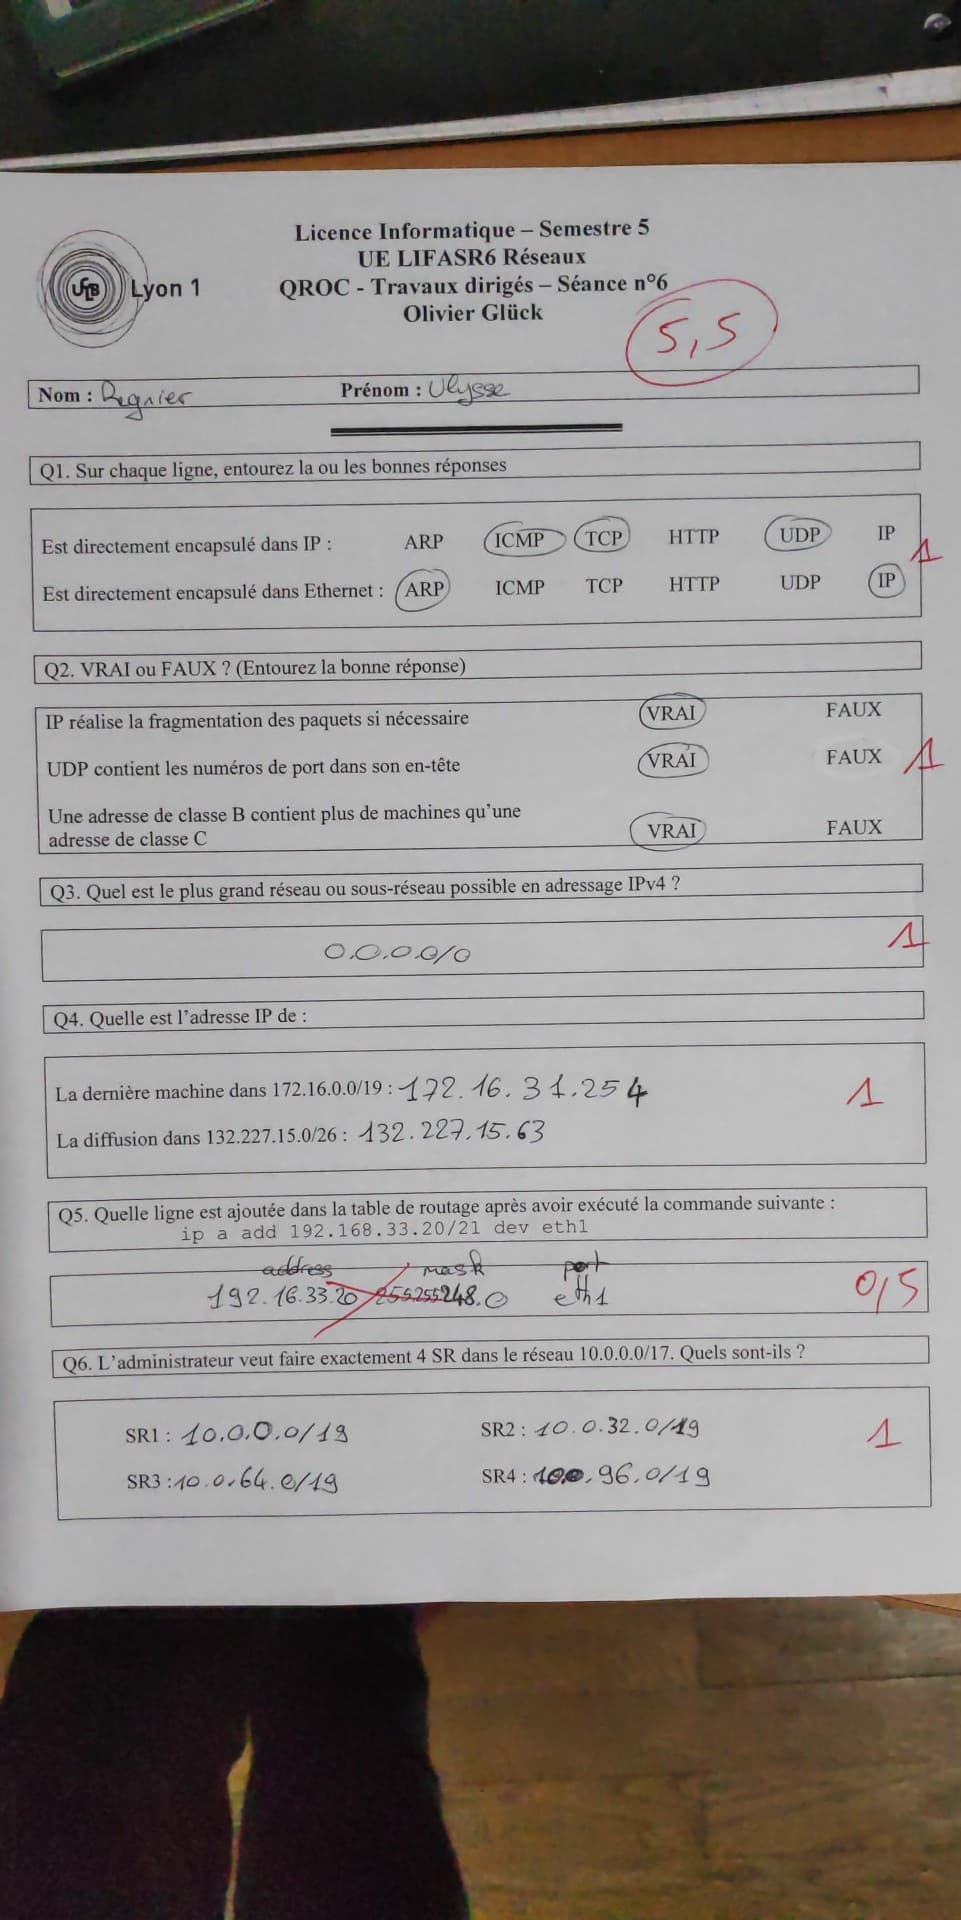 Licence Informatique – Semestre 5
UE LIFASR6 Réseaux
QROC - Travaux dirigés – Séance n°6
Olivier Glück
UCB Lyon 1
5,5
Nom : Regnier Prénom : Ulysse
Q1. Sur chaque ligne, entourez la ou les bonnes réponses
Est directement encapsulé dans IP : ARP ICMP TCP HTTP UDP IP
1
Est directement encapsulé dans Ethernet : ARP ICMP TCP HTTP UDP IP
Q2. VRAI ou FAUX ? (Entourez la bonne réponse)
IP réalise la fragmentation des paquets si nécessaire VRAI FAUX
UDP contient les numéros de port dans son en-tête VRAI FAUX 1
Une adresse de classe B contient plus de machines qu'une
adresse de classe C VRAI FAUX
Q3. Quel est le plus grand réseau ou sous-réseau possible en adressage IPv4 ?
0.0.0.0/0 1
Q4. Quelle est l'adresse IP de :
La dernière machine dans 172.16.0.0/19 : 172.16.31.254 1
La diffusion dans 132.227.15.0/26 : 132.227.15.63
Q5. Quelle ligne est ajoutée dans la table de routage après avoir exécuté la commande suivante :
ip a add 192.168.33.20/21 dev eth1
address mask port
192.16.33.20 255.255.248.0 eth1 0,5
Q6. L'administrateur veut faire exactement 4 SR dans le réseau 10.0.0.0/17. Quels sont-ils ?
SR1 : 10.0.0.0/19 SR2 : 10.0.32.0/19 1
SR3 : 10.0.64.0/19 SR4 : 10.0.96.0/19